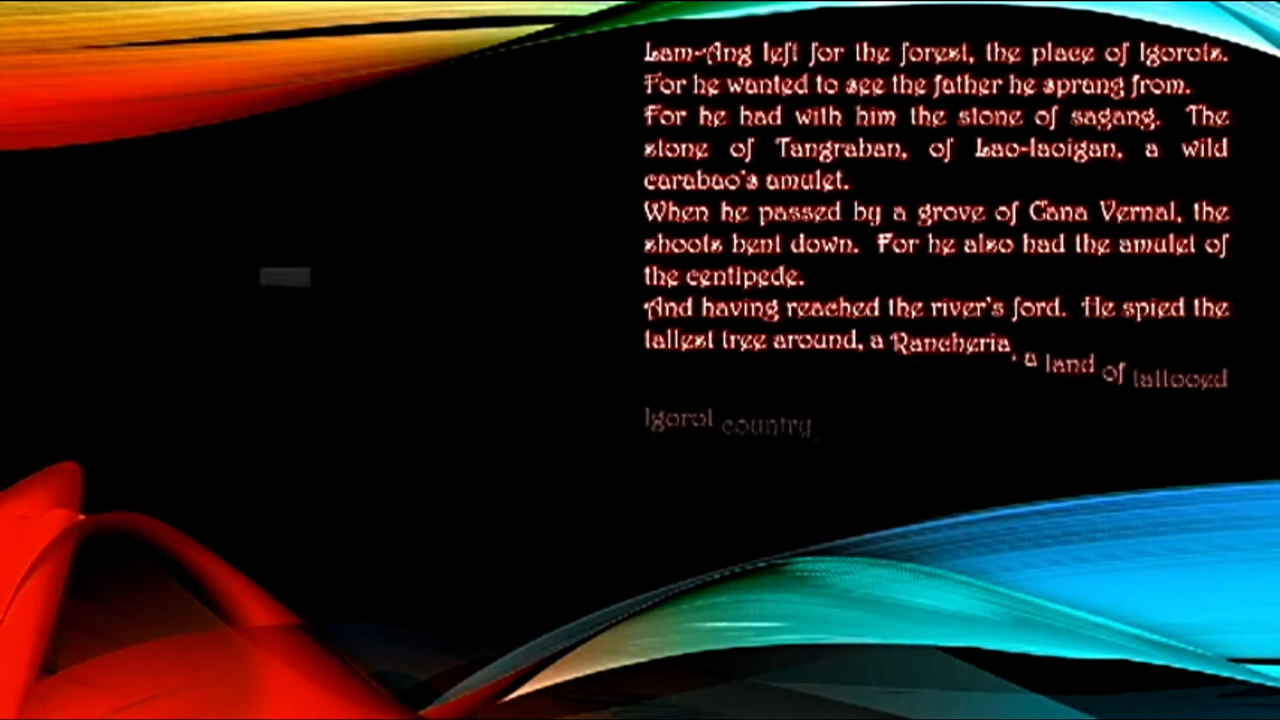 Lam-Ang left for the forest, the place of Igorots.
For he wanted to see the father he sprang from.
For he had with him the stone of sagang. The
stone of Tangraban, of Lao-laoigan, a wild
carabao's amulet.
When he passed by a grove of Cana Vernal, the
shoots bent down. For he also had the amulet of
the centipede.
And having reached the river's ford. He spied the
tallest tree around, a Rancheria, a land of tattooed
Igorot country.